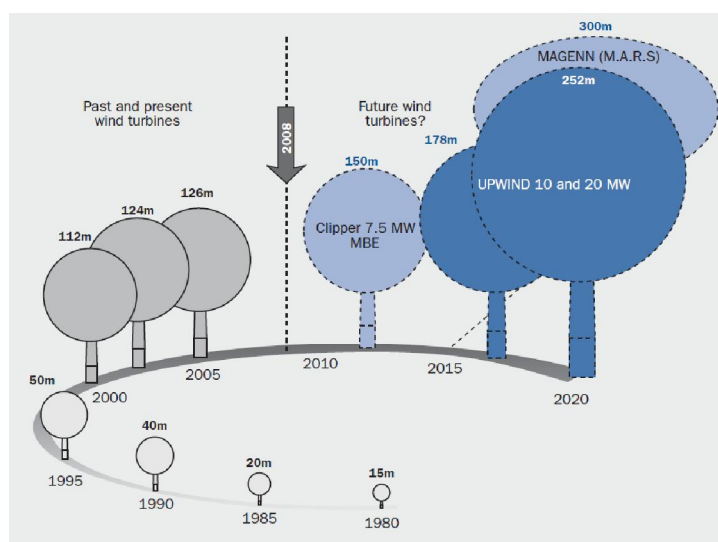 300m
MAGENN (M.A.R.S)
252m
Past and present
wind turbines
2008
Future wind
turbines?
178m
150m
UPWIND 10 and 20 MW
126m
124m
112m
Clipper 7.5 MW
MBE
2010
2015
2005
2000
2020
50m
40m
20m
15m
1995
1990
1985
1980